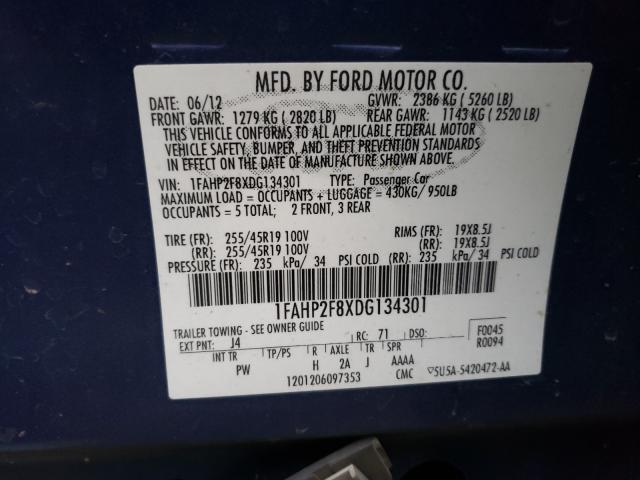 MFD. BY FORD MOTOR CO.
DATE: 06/12 GVWR: 2386 KG ( 5260 LB)
FRONT GAWR: 1279 KG ( 2820 LB) REAR GAWR: 1143 KG ( 2520 LB)
THIS VEHICLE CONFORMS TO ALL APPLICABLE FEDERAL MOTOR
VEHICLE SAFETY, BUMPER, AND THEFT PREVENTION STANDARDS
IN EFFECT ON THE DATE OF MANUFACTURE SHOWN ABOVE.
VIN: 1FAHP2F8XDG134301 TYPE: Passenger Car
MAXIMUM LOAD = OCCUPANTS + LUGGAGE = 430KG/ 950LB
OCCUPANTS = 5 TOTAL; 2 FRONT, 3 REAR
TIRE (FR): 255/45R19 100V RIMS (FR): 19X8.5J
(RR): 255/45R19 100V (RR): 19X8.5J
PRESSURE (FR): 235 kPa/ 34 PSI COLD (RR): 235 kPa/ 34 PSI COLD
1FAHP2F8XDG134301
TRAILER TOWING - SEE OWNER GUIDE
EXT PNT: J4 RC: 71 DSO: F0045
INT TR TP/PS R AXLE TR SPR R0094
PW H 2A J AAAA
1201206097353 CMC ▽5U5A-5420472-AA